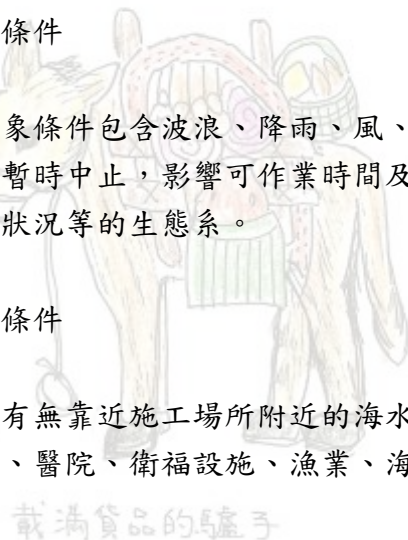 條件
象條件包含波浪、降雨、風、
暫時中止，影響可作業時間及
狀況等的生態系。
條件
有無靠近施工場所附近的海水
、醫院、衛福設施、漁業、海
載滿貨品的驢子